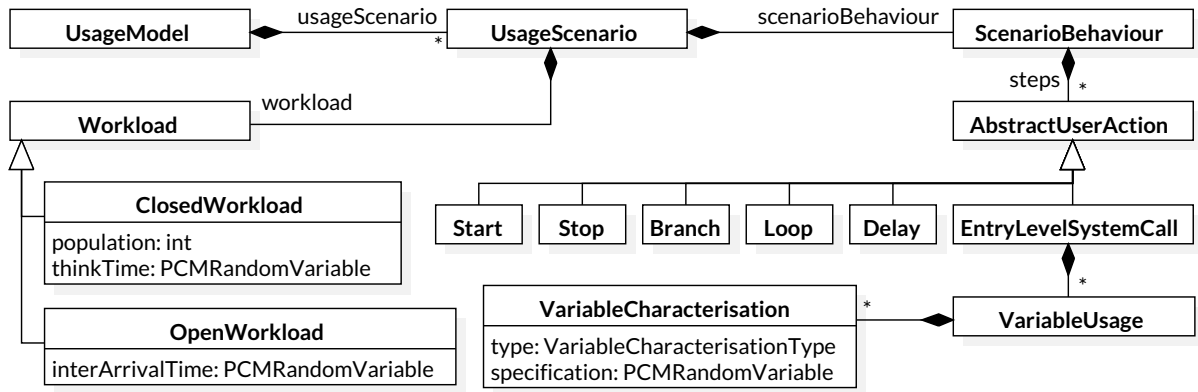 UsageModel
usageScenario
*
UsageScenario
scenarioBehaviour
ScenarioBehaviour
steps
*
Workload
workload
AbstractUserAction
ClosedWorkload
population: int
thinkTime: PCMRandomVariable
Start
Stop
Branch
Loop
Delay
EntryLevelSystemCall
*
OpenWorkload
interArrivalTime: PCMRandomVariable
VariableCharacterisation
type: VariableCharacterisationType
specification: PCMRandomVariable
*
VariableUsage